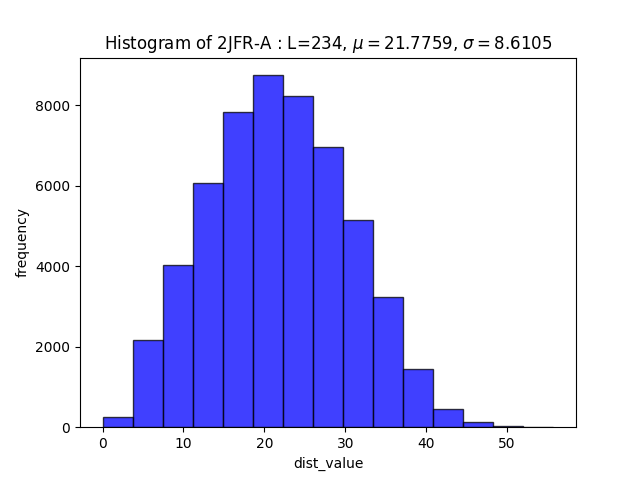 Histogram of 2JFR-A : L=234, μ = 21.7759, σ = 8.6105
8000
6000
4000
2000
0
frequency
0 10 20 30 40 50
dist_value